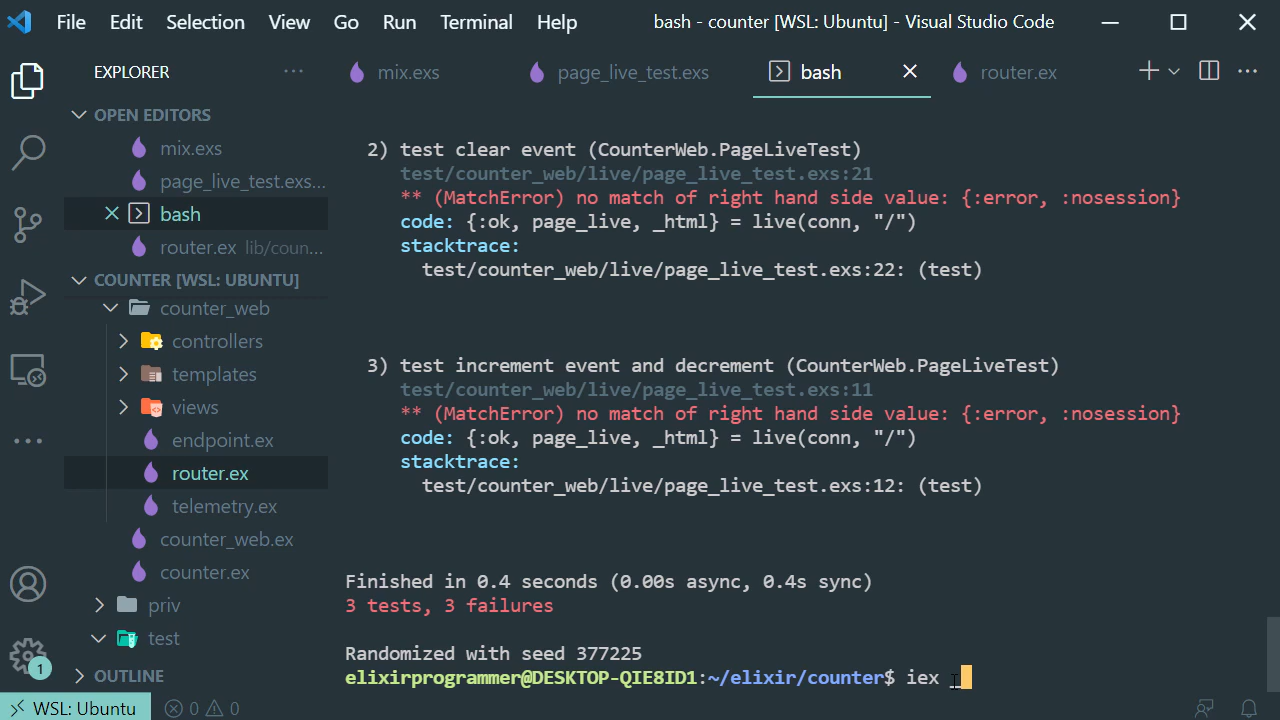 File Edit Selection View Go Run Terminal Help bash - counter [WSL: Ubuntu] - Visual Studio Code
EXPLORER
mix.exs page_live_test.exs bash router.ex
OPEN EDITORS
mix.exs
page_live_test.exs...
bash
router.ex lib/coun...
COUNTER [WSL: UBUNTU]
counter_web
controllers
templates
views
endpoint.ex
router.ex
telemetry.ex
counter_web.ex
counter.ex
priv
test
OUTLINE
2) test clear event (CounterWeb.PageLiveTest)
test/counter_web/live/page_live_test.exs:21
** (MatchError) no match of right hand side value: {:error, :nosession}
code: {:ok, page_live, _html} = live(conn, "/")
stacktrace:
test/counter_web/live/page_live_test.exs:22: (test)
3) test increment event and decrement (CounterWeb.PageLiveTest)
test/counter_web/live/page_live_test.exs:11
** (MatchError) no match of right hand side value: {:error, :nosession}
code: {:ok, page_live, _html} = live(conn, "/")
stacktrace:
test/counter_web/live/page_live_test.exs:12: (test)
Finished in 0.4 seconds (0.00s async, 0.4s sync)
3 tests, 3 failures
Randomized with seed 377225
elixirprogrammer@DESKTOP-QIE8ID1:~/elixir/counter$ iex
1
WSL: Ubuntu 0 0